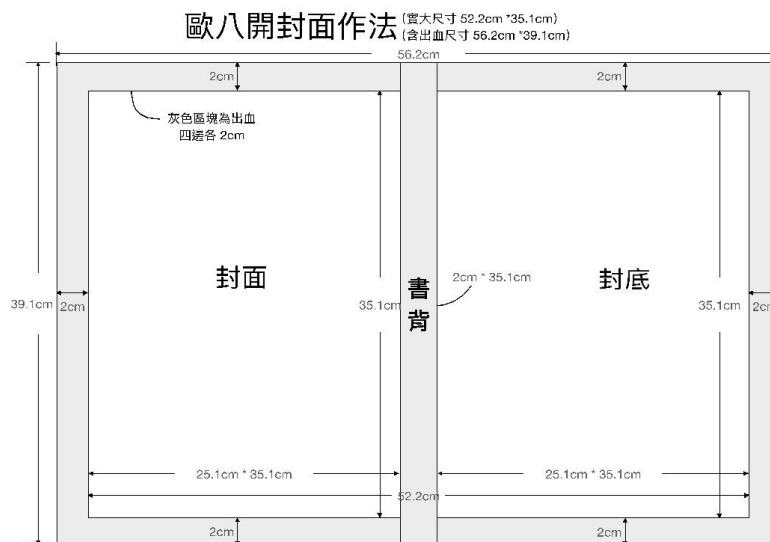 歐八開封面作法
(實大尺寸 52.2cm *35.1cm)
(含出血尺寸 56.2cm *39.1cm)
56.2cm
2cm
2cm
灰色區塊為出血
四邊各 2cm
封面
書背
2cm * 35.1cm
封底
39.1cm
2cm
35.1cm
35.1cm
2cm
25.1cm * 35.1cm
25.1cm * 35.1cm
52.2cm
2cm
2cm